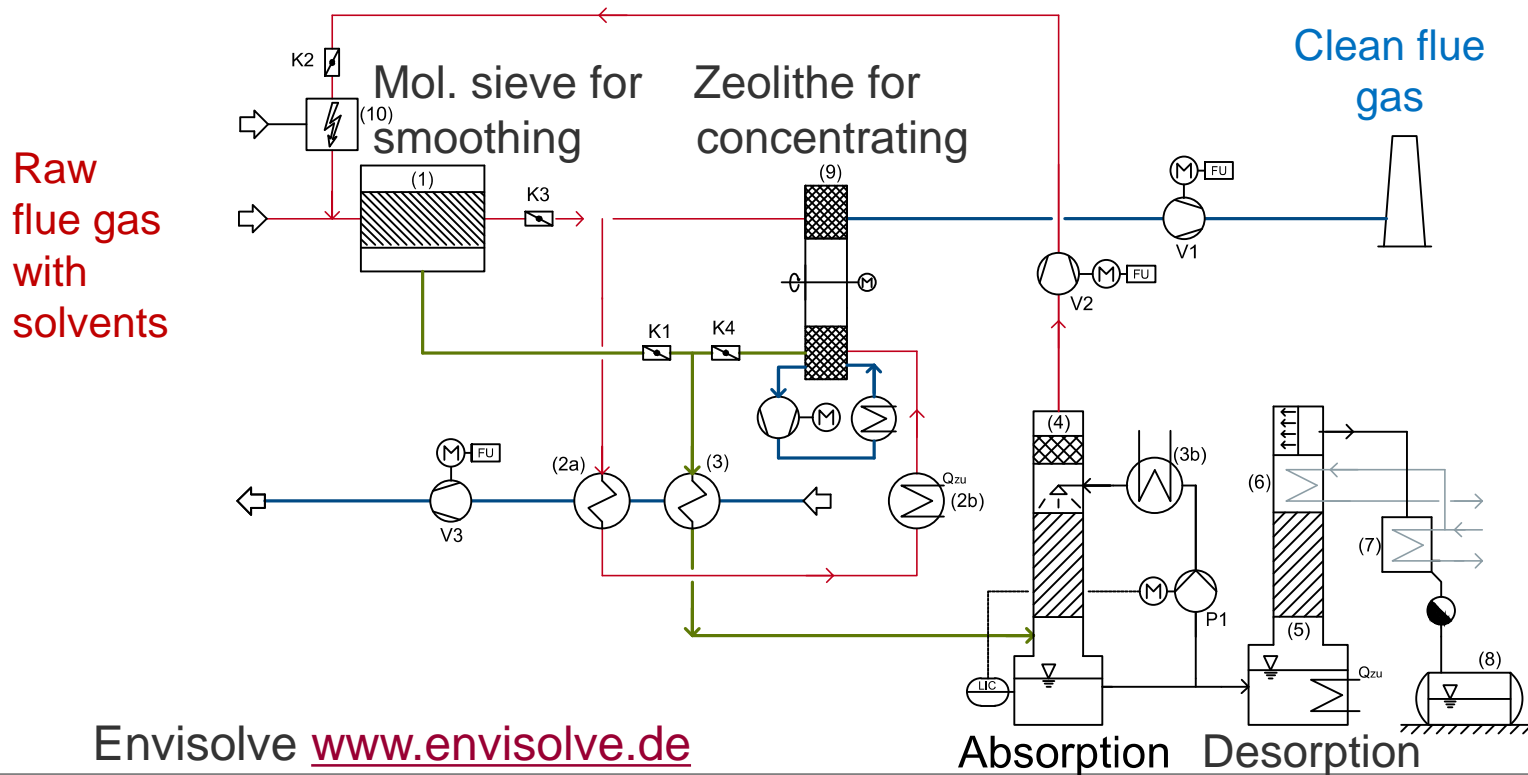 Clean flue
gas
K2
Mol. sieve for
smoothing
Zeolithe for
concentrating
(10)
Raw
flue gas
with
solvents
(1)
K3
(9)
M
FU
V1
M
M
FU
V2
K1
K4
M
(4)
(3b)
(6)
M
FU
(2a)
(3)
Qzu
(2b)
V3
(7)
M
P1
(5)
(8)
LIC
Qzu
Envisolve www.envisolve.de
Absorption
Desorption